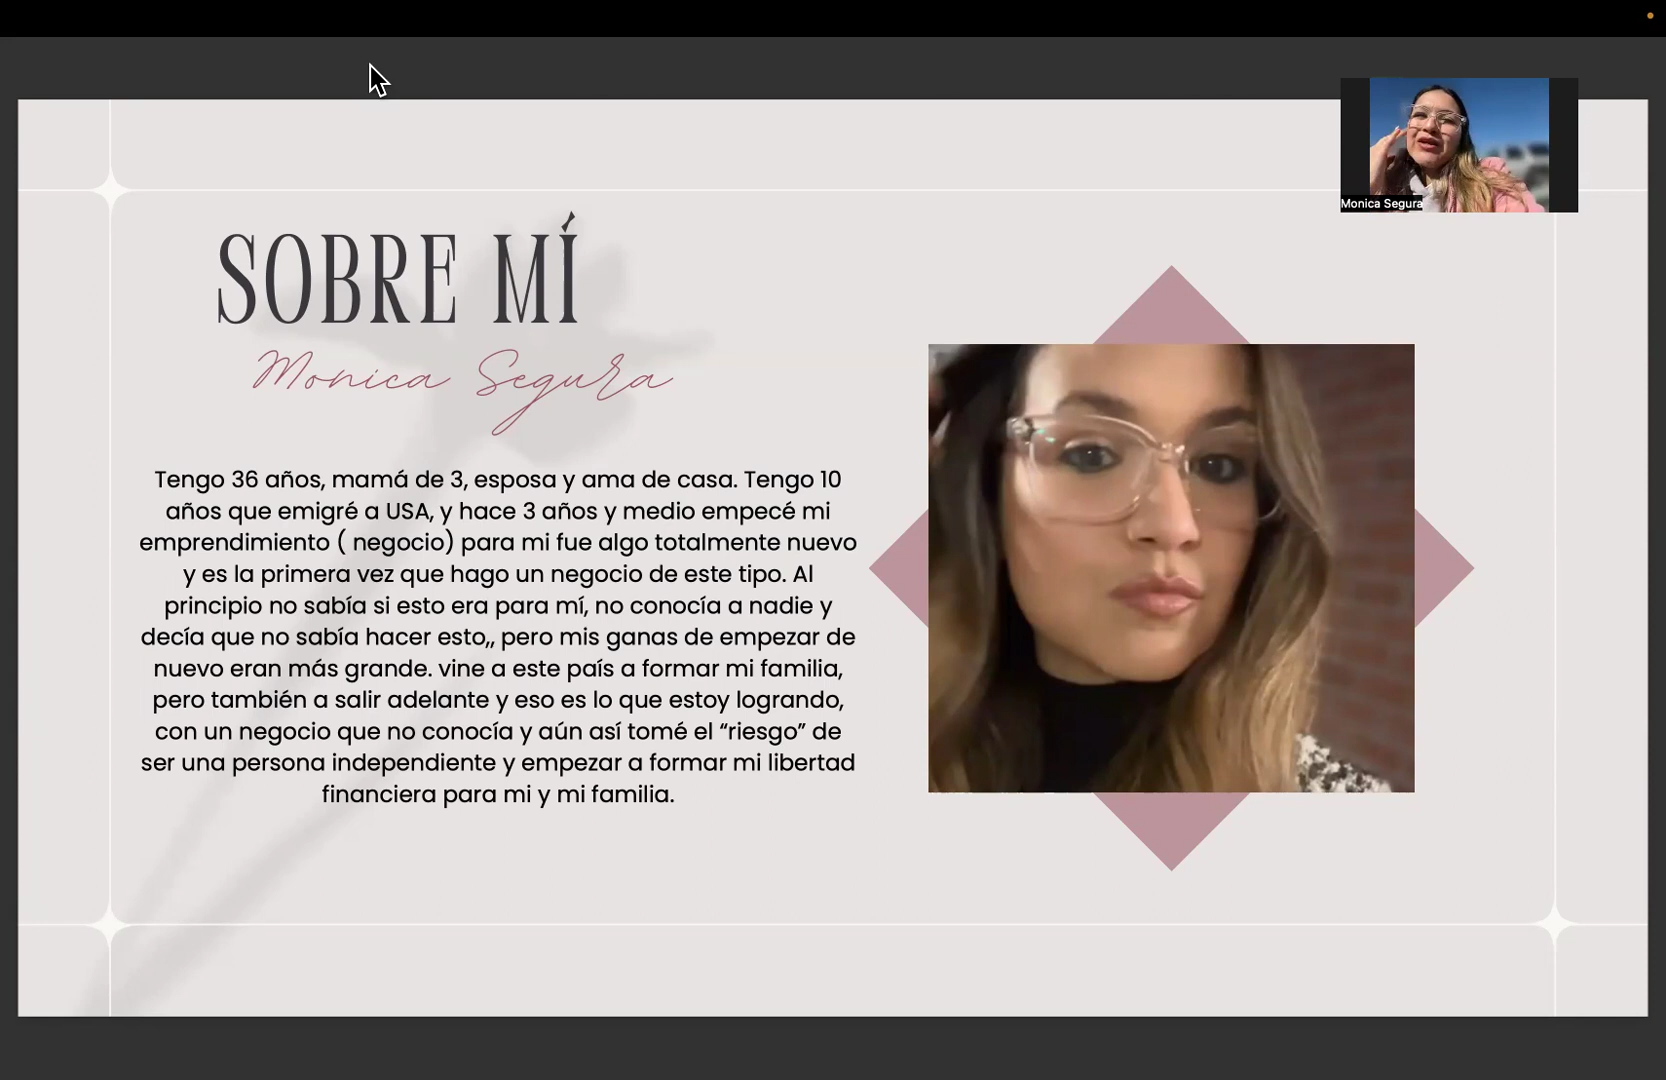 Monica Segura
SOBRE MÍ
Monica Segura
Tengo 36 años, mamá de 3, esposa y ama de casa. Tengo 10
años que emigré a USA, y hace 3 años y medio empecé mi
emprendimiento ( negocio) para mi fue algo totalmente nuevo
y es la primera vez que hago un negocio de este tipo. Al
principio no sabía si esto era para mí, no conocía a nadie y
decía que no sabía hacer esto,, pero mis ganas de empezar de
nuevo eran más grande. vine a este país a formar mi familia,
pero también a salir adelante y eso es lo que estoy logrando,
con un negocio que no conocía y aún así tomé el “riesgo” de
ser una persona independiente y empezar a formar mi libertad
financiera para mi y mi familia.